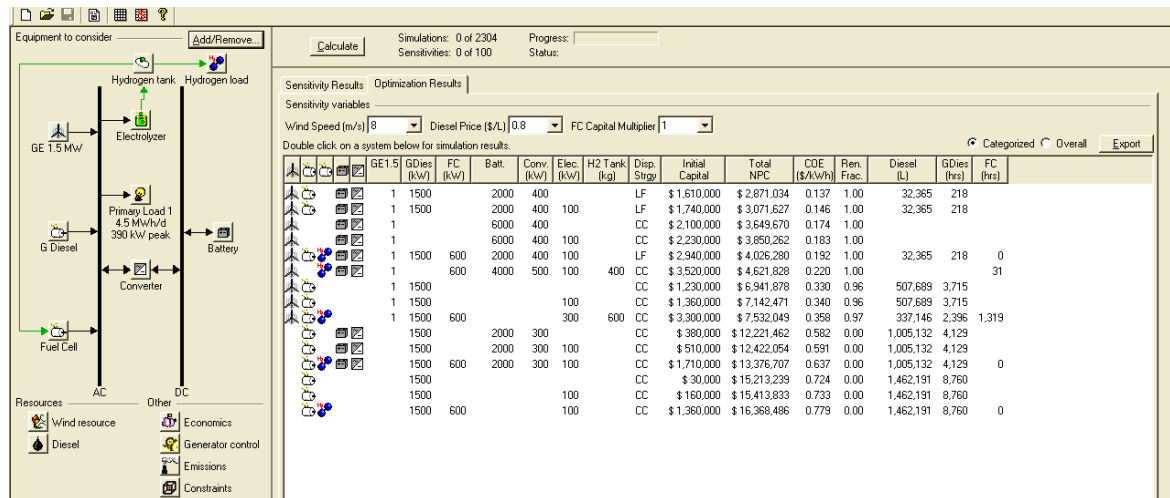 Equipment to consider
Add/Remove...
Hydrogen tank
Hydrogen load
GE 1.5 MW
Electrolyzer
Primary Load 1
4.5 MWh/d
390 kW peak
G Diesel
Battery
Converter
Fuel Cell
AC
DC
Resources
Other
Wind resource
Economics
Diesel
Generator control
Emissions
Constraints
Calculate
Simulations: 0 of 2304
Progress:
Sensitivities: 0 of 100
Status:
Sensitivity Results
Optimization Results
Sensitivity variables
Wind Speed (m/s) 8
Diesel Price ($/L) 0.8
FC Capital Multiplier 1
Double click on a system below for simulation results.
Categorized
Overall
Export
GE1.5 GDies (kW) FC (kW) Batt. Conv. (kW) Elec. (kW) H2 Tank (kg) Disp. Strgy Initial Capital Total NPC COE ($/kWh) Ren. Frac. Diesel (L) GDies (hrs) FC (hrs)
1 1500 2000 400 LF $ 1,610,000 $ 2,871,034 0.137 1.00 32,365 218
1 1500 2000 400 100 LF $ 1,740,000 $ 3,071,627 0.146 1.00 32,365 218
1 6000 400 CC $ 2,100,000 $ 3,649,670 0.174 1.00
1 6000 400 100 CC $ 2,230,000 $ 3,850,262 0.183 1.00
1 1500 600 2000 400 100 LF $ 2,940,000 $ 4,026,280 0.192 1.00 32,365 218 0
1 600 4000 500 100 400 CC $ 3,520,000 $ 4,621,828 0.220 1.00 31
1 1500 CC $ 1,230,000 $ 6,941,878 0.330 0.96 507,689 3,715
1 1500 100 CC $ 1,360,000 $ 7,142,471 0.340 0.96 507,689 3,715
1 1500 600 300 600 CC $ 3,300,000 $ 7,532,049 0.358 0.97 337,146 2,396 1,319
1500 2000 300 CC $ 380,000 $ 12,221,462 0.582 0.00 1,005,132 4,129
1500 2000 300 100 CC $ 510,000 $ 12,422,054 0.591 0.00 1,005,132 4,129
1500 600 2000 300 100 CC $ 1,710,000 $ 13,376,707 0.637 0.00 1,005,132 4,129 0
1500 CC $ 30,000 $ 15,213,239 0.724 0.00 1,462,191 8,760
1500 100 CC $ 160,000 $ 15,413,833 0.733 0.00 1,462,191 8,760
1500 600 100 CC $ 1,360,000 $ 16,368,486 0.779 0.00 1,462,191 8,760 0